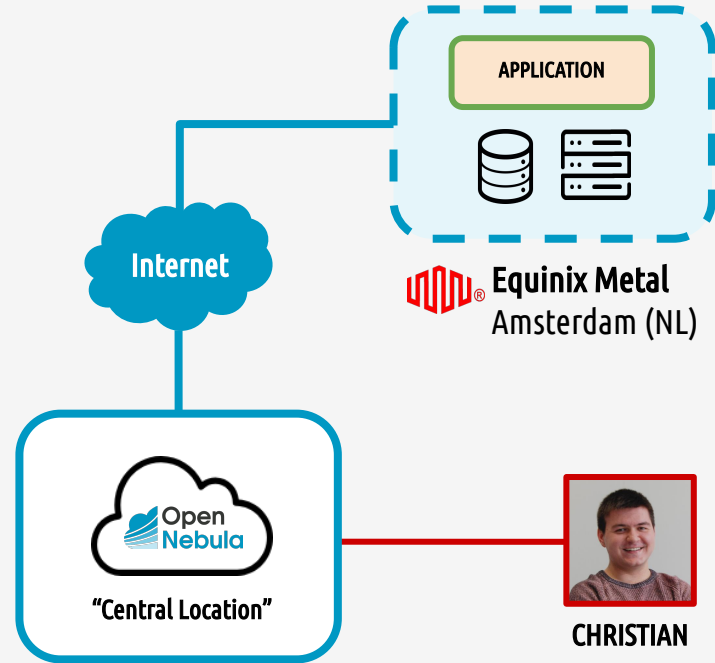 APPLICATION
Internet
® Equinix Metal
Amsterdam (NL)
Open
Nebula
“Central Location”
CHRISTIAN